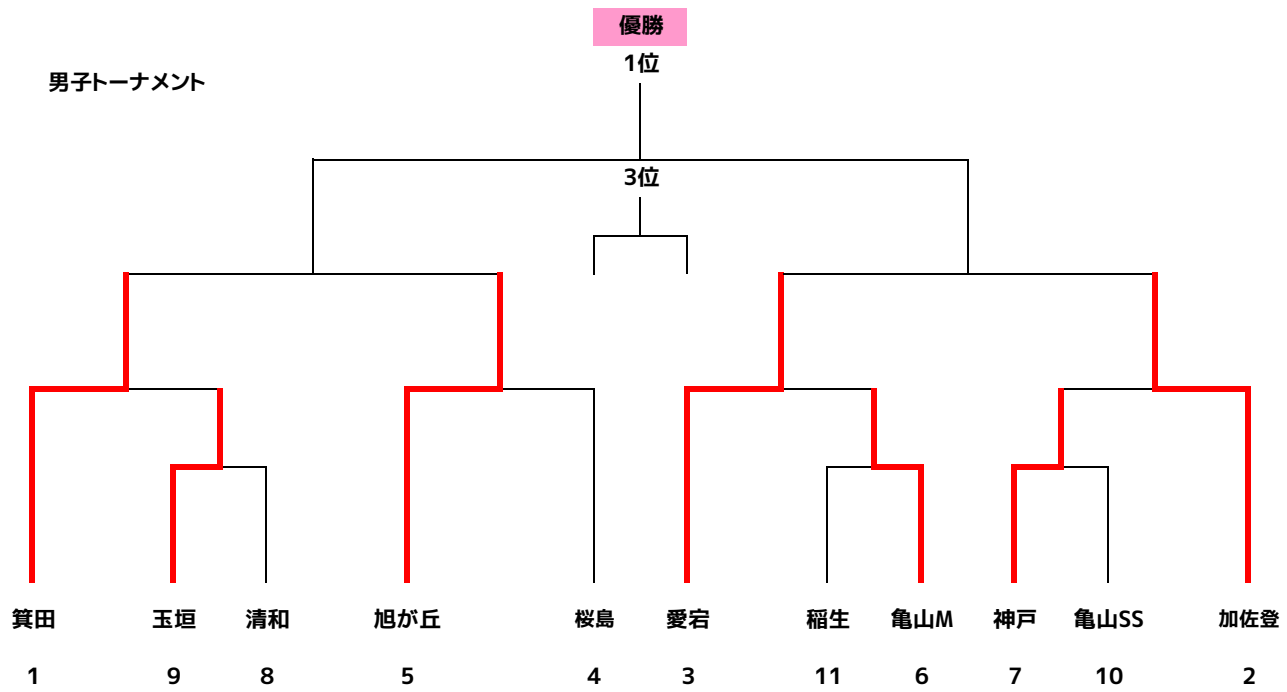 優勝
1位
男子トーナメント
3位
箕田 玉垣 清和 旭が丘 桜島 愛宕 稲生 亀山M 神戸 亀山SS 加佐登
1 9 8 5 4 3 11 6 7 10 2